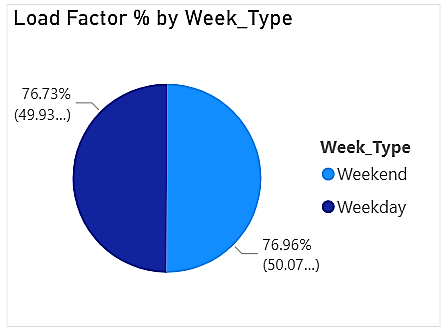 Load Factor % by Week_Type
76.73%
(49.93...)
Week_Type
Weekend
Weekday
76.96%
(50.07...)